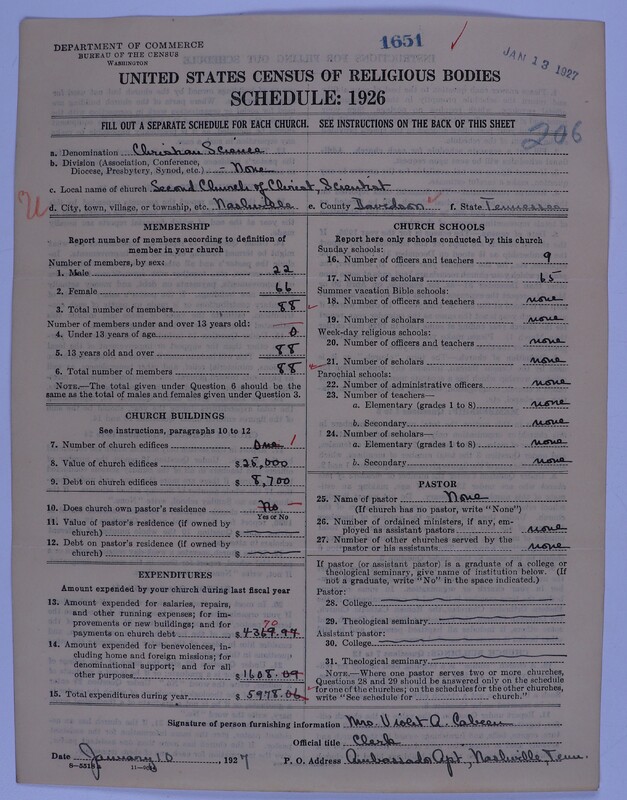 1651
JAN 13 1927
DEPARTMENT OF COMMERCE
BUREAU OF THE CENSUS
WASHINGTON
UNITED STATES CENSUS OF RELIGIOUS BODIES
SCHEDULE: 1926
FILL OUT A SEPARATE SCHEDULE FOR EACH CHURCH. SEE INSTRUCTIONS ON THE BACK OF THIS SHEET
206
a. Denomination Christian Science
b. Division (Association, Conference,
Diocese, Presbytery, Synod, etc.) None
c. Local name of church Second Church of Christ, Scientist
d. City, town, village, or township, etc. Nashville e. County Davidson f. State Tennessee
MEMBERSHIP
Report number of members according to definition of
member in your church
Number of members, by sex:
1. Male 22
2. Female 66
3. Total number of members 88
Number of members under and over 13 years old:
4. Under 13 years of age 0
5. 13 years old and over 88
6. Total number of members 88
NOTE.—The total given under Question 6 should be the
same as the total of males and females given under Question 3.
CHURCH BUILDINGS
See instructions, paragraphs 10 to 12
7. Number of church edifices One 1
8. Value of church edifices $25,000
9. Debt on church edifices $8,700
10. Does church own pastor's residence No
Yes or No
11. Value of pastor's residence (if owned by
church) $
12. Debt on pastor's residence (if owned by
church) $
EXPENDITURES
Amount expended by your church during last fiscal year
13. Amount expended for salaries, repairs,
and other running expenses; for im-
provements or new buildings; and for 70
payments on church debt $4369.97
14. Amount expended for benevolences, in-
cluding home and foreign missions; for
denominational support; and for all
other purposes $1608.09
15. Total expenditures during year $5978.06
CHURCH SCHOOLS
Report here only schools conducted by this church
Sunday schools:
16. Number of officers and teachers 9
17. Number of scholars 65
Summer vacation Bible schools:
18. Number of officers and teachers none
19. Number of scholars none
Week-day religious schools:
20. Number of officers and teachers none
21. Number of scholars none
Parochial schools:
22. Number of administrative officers none
23. Number of teachers—
a. Elementary (grades 1 to 8) none
b. Secondary none
24. Number of scholars—
a. Elementary (grades 1 to 8) none
b. Secondary none
PASTOR
25. Name of pastor None
(If church has no pastor, write "None")
26. Number of ordained ministers, if any, em-
ployed as assistant pastors none
27. Number of other churches served by the
pastor or his assistants none
If pastor (or assistant pastor) is a graduate of a college or
theological seminary, give name of institution below. (If
not a graduate, write "No" in the space indicated.)
Pastor:
28. College
29. Theological seminary
Assistant pastor:
30. College
31. Theological seminary
NOTE.—Where one pastor serves two or more churches,
Questions 28 and 29 should be answered only on the schedule
for one of the churches; on the schedules for the other churches,
write "See schedule for church."
Signature of person furnishing information Mrs. Violet A.
Official title Clerk
Date January 10, 1927 P. O. Address Ambassador Apt, Nashville, Tenn.